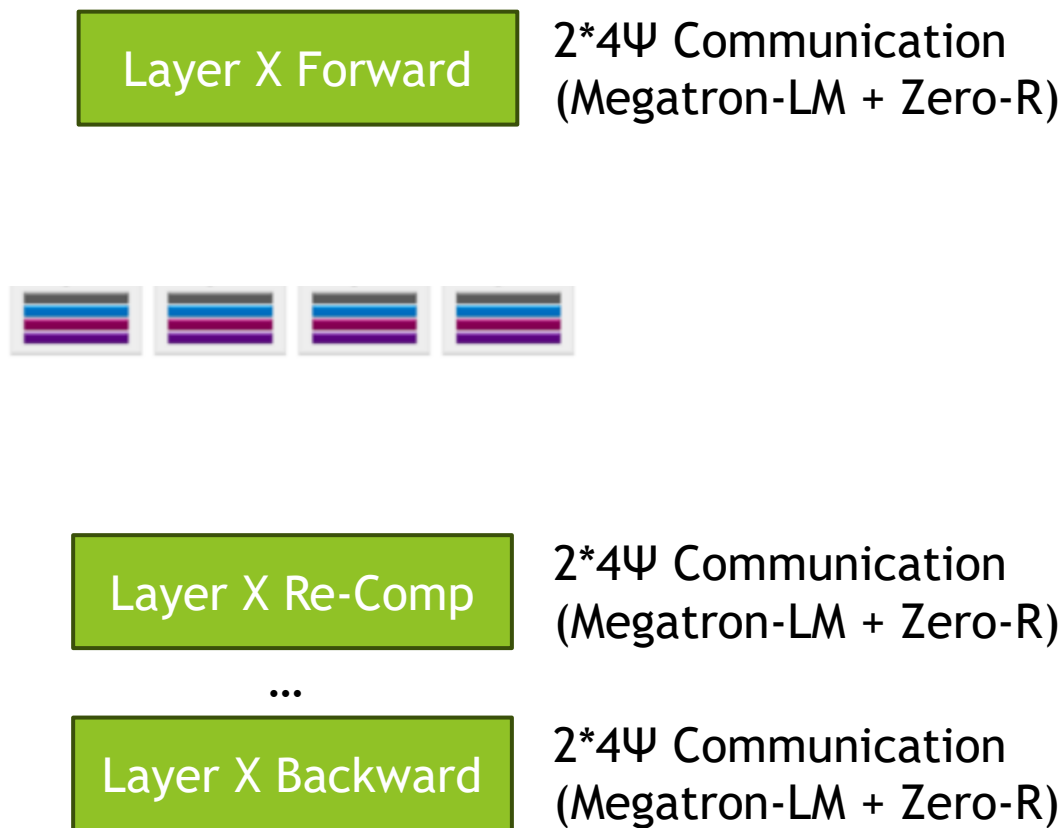 Layer X Forward
2*4Ψ Communication
(Megatron-LM + Zero-R)
Layer X Re-Comp
2*4Ψ Communication
(Megatron-LM + Zero-R)
…
Layer X Backward
2*4Ψ Communication
(Megatron-LM + Zero-R)